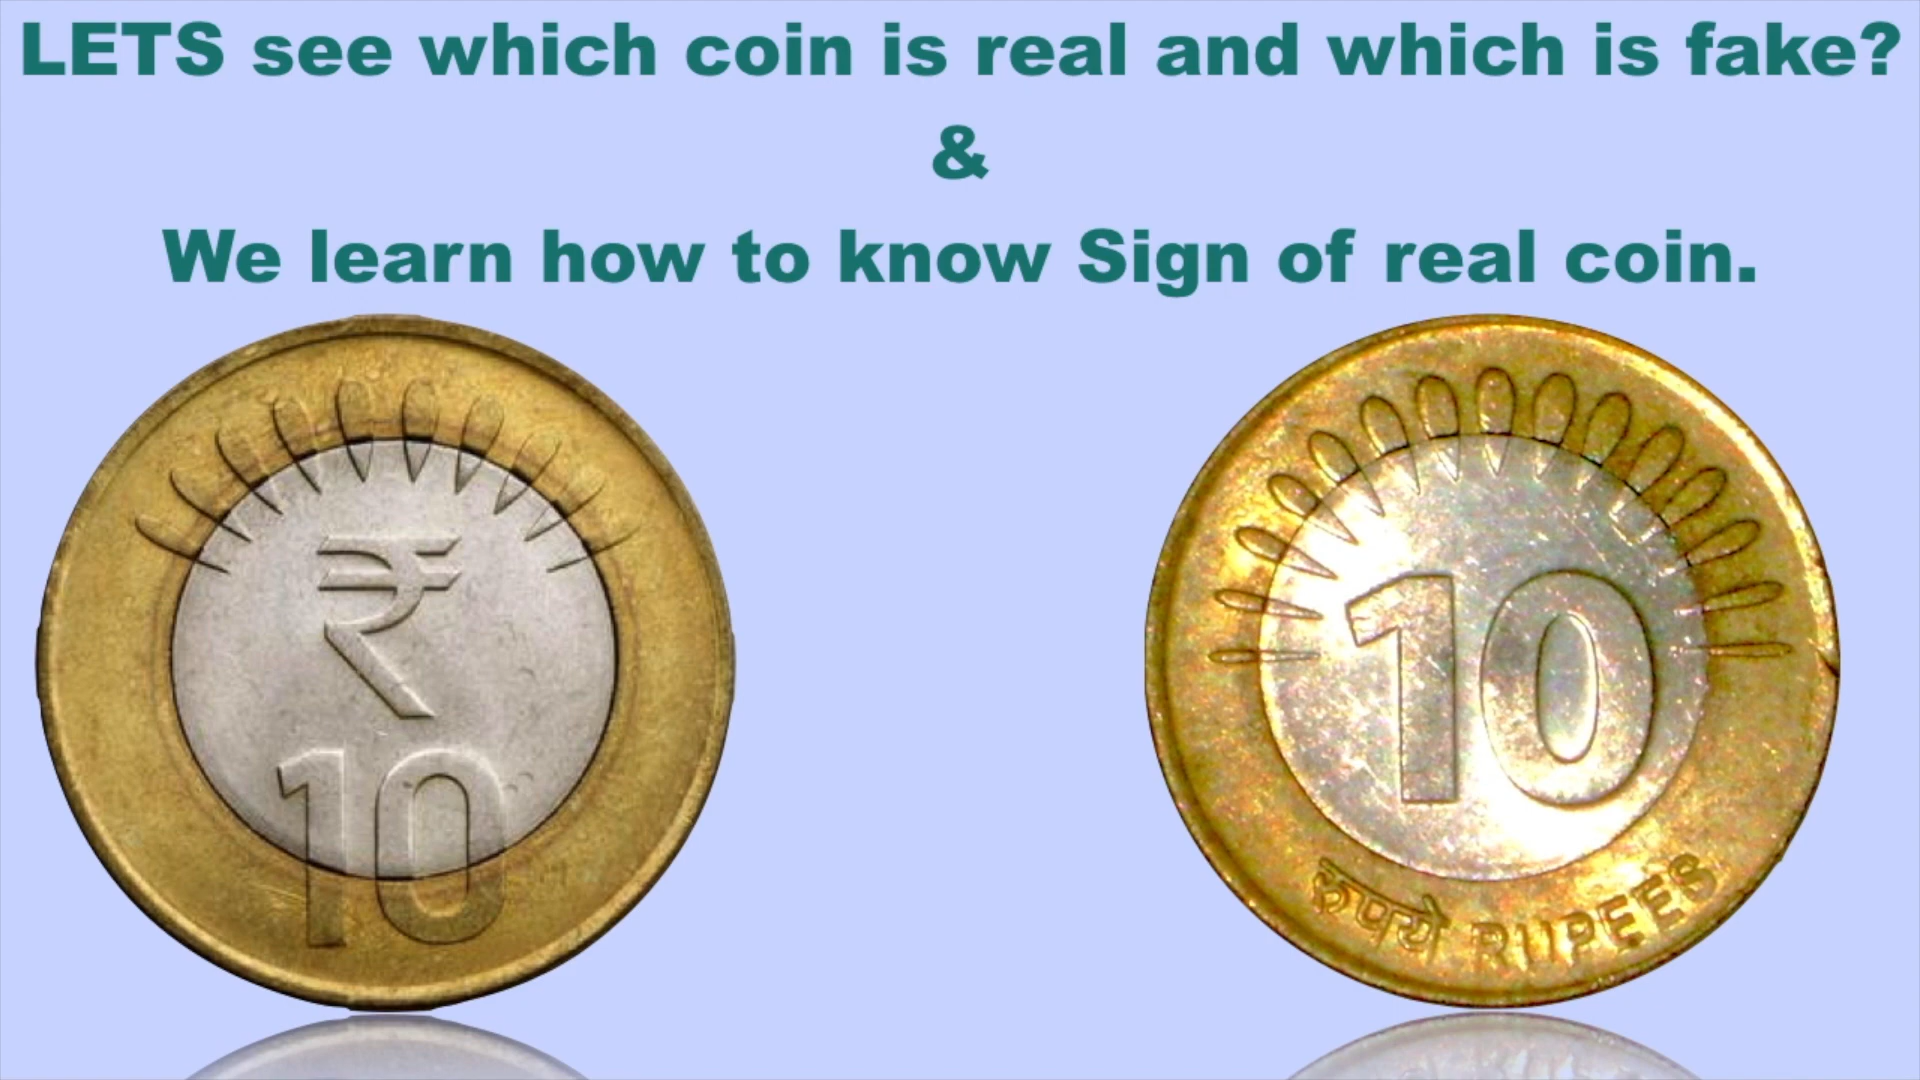 LETS see which coin is real and which is fake?
&
We learn how to know Sign of real coin.
₹
10
10
रुपये RUPEES